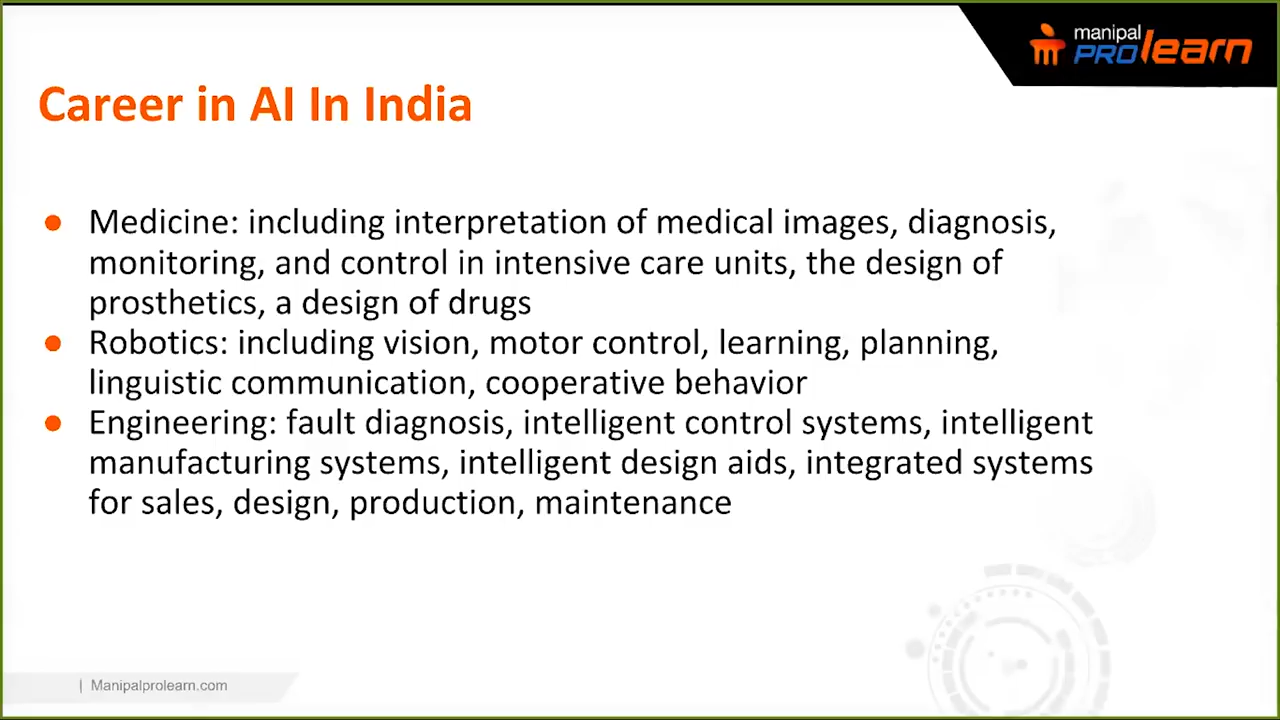 manipal
PROlearn
Career in AI In India
● Medicine: including interpretation of medical images, diagnosis,
monitoring, and control in intensive care units, the design of
prosthetics, a design of drugs
● Robotics: including vision, motor control, learning, planning,
linguistic communication, cooperative behavior
● Engineering: fault diagnosis, intelligent control systems, intelligent
manufacturing systems, intelligent design aids, integrated systems
for sales, design, production, maintenance
| Manipalprolearn.com